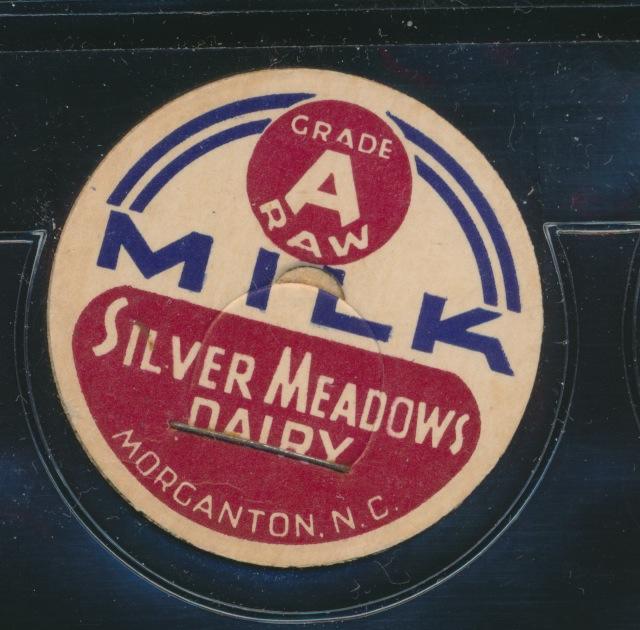 GRADE
A
RAW
MILK
SILVER MEADOWS
DAIRY
MORGANTON, N.C.